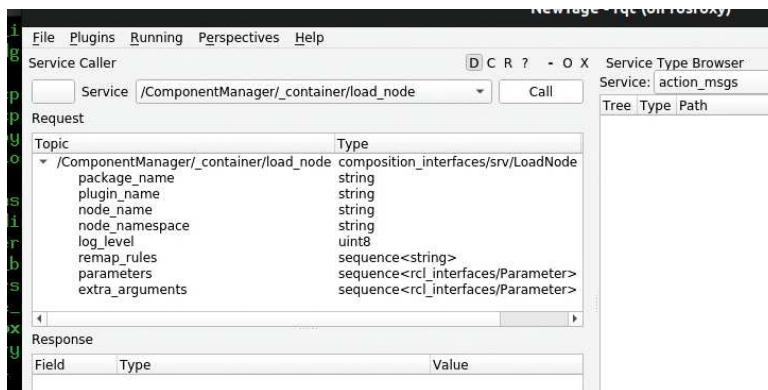 File Plugins Running Perspectives Help
Service Caller D C R ? - O X
Service /ComponentManager/_container/load_node Call
Request
Topic Type
/ComponentManager/_container/load_node composition_interfaces/srv/LoadNode
package_name string
plugin_name string
node_name string
node_namespace string
log_level uint8
remap_rules sequence<string>
parameters sequence<rcl_interfaces/Parameter>
extra_arguments sequence<rcl_interfaces/Parameter>
Response
Field Type Value
Service Type Browser
Service: action_msgs
Tree Type Path